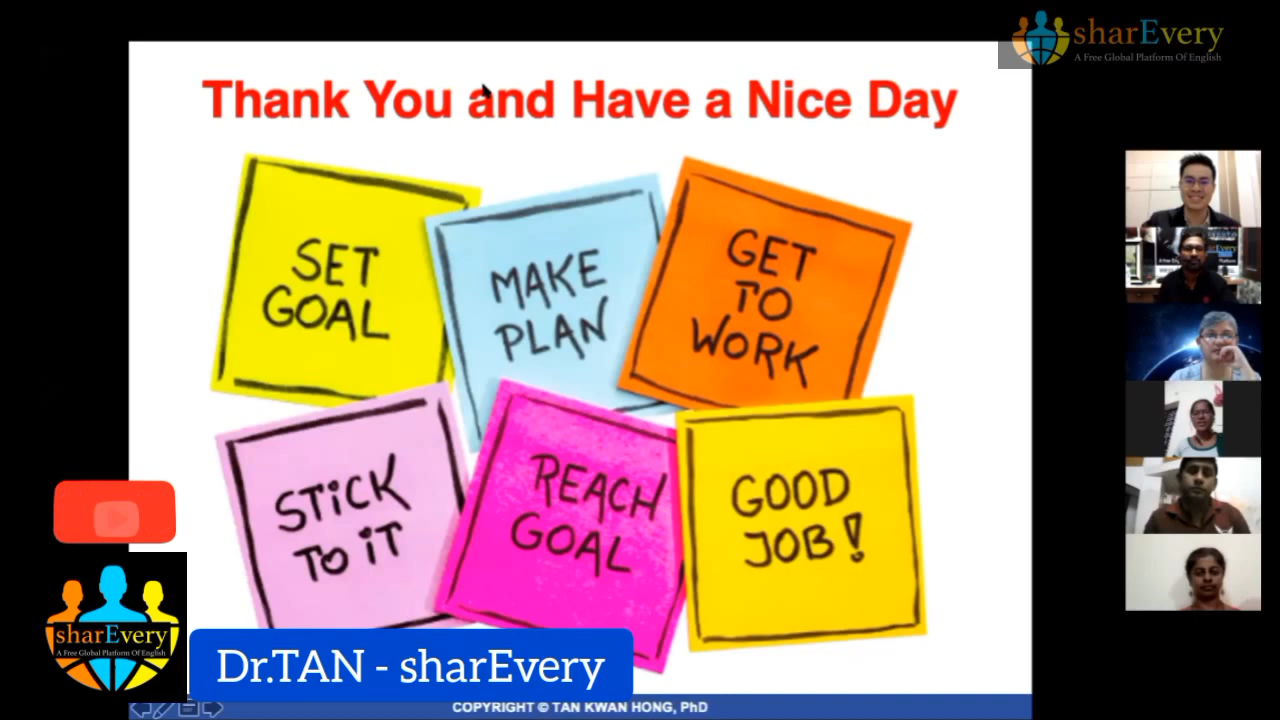 sharEvery
A Free Global Platform Of English
Thank You and Have a Nice Day
SET
GOAL
MAKE
PLAN
GET
TO
WORK
STiCK
TO iT
REACH
GOAL
GOOD
JOB!
sharEvery
A Free Global Platform Of English
Dr.TAN - sharEvery
COPYRIGHT © TAN KWAN HONG, PhD